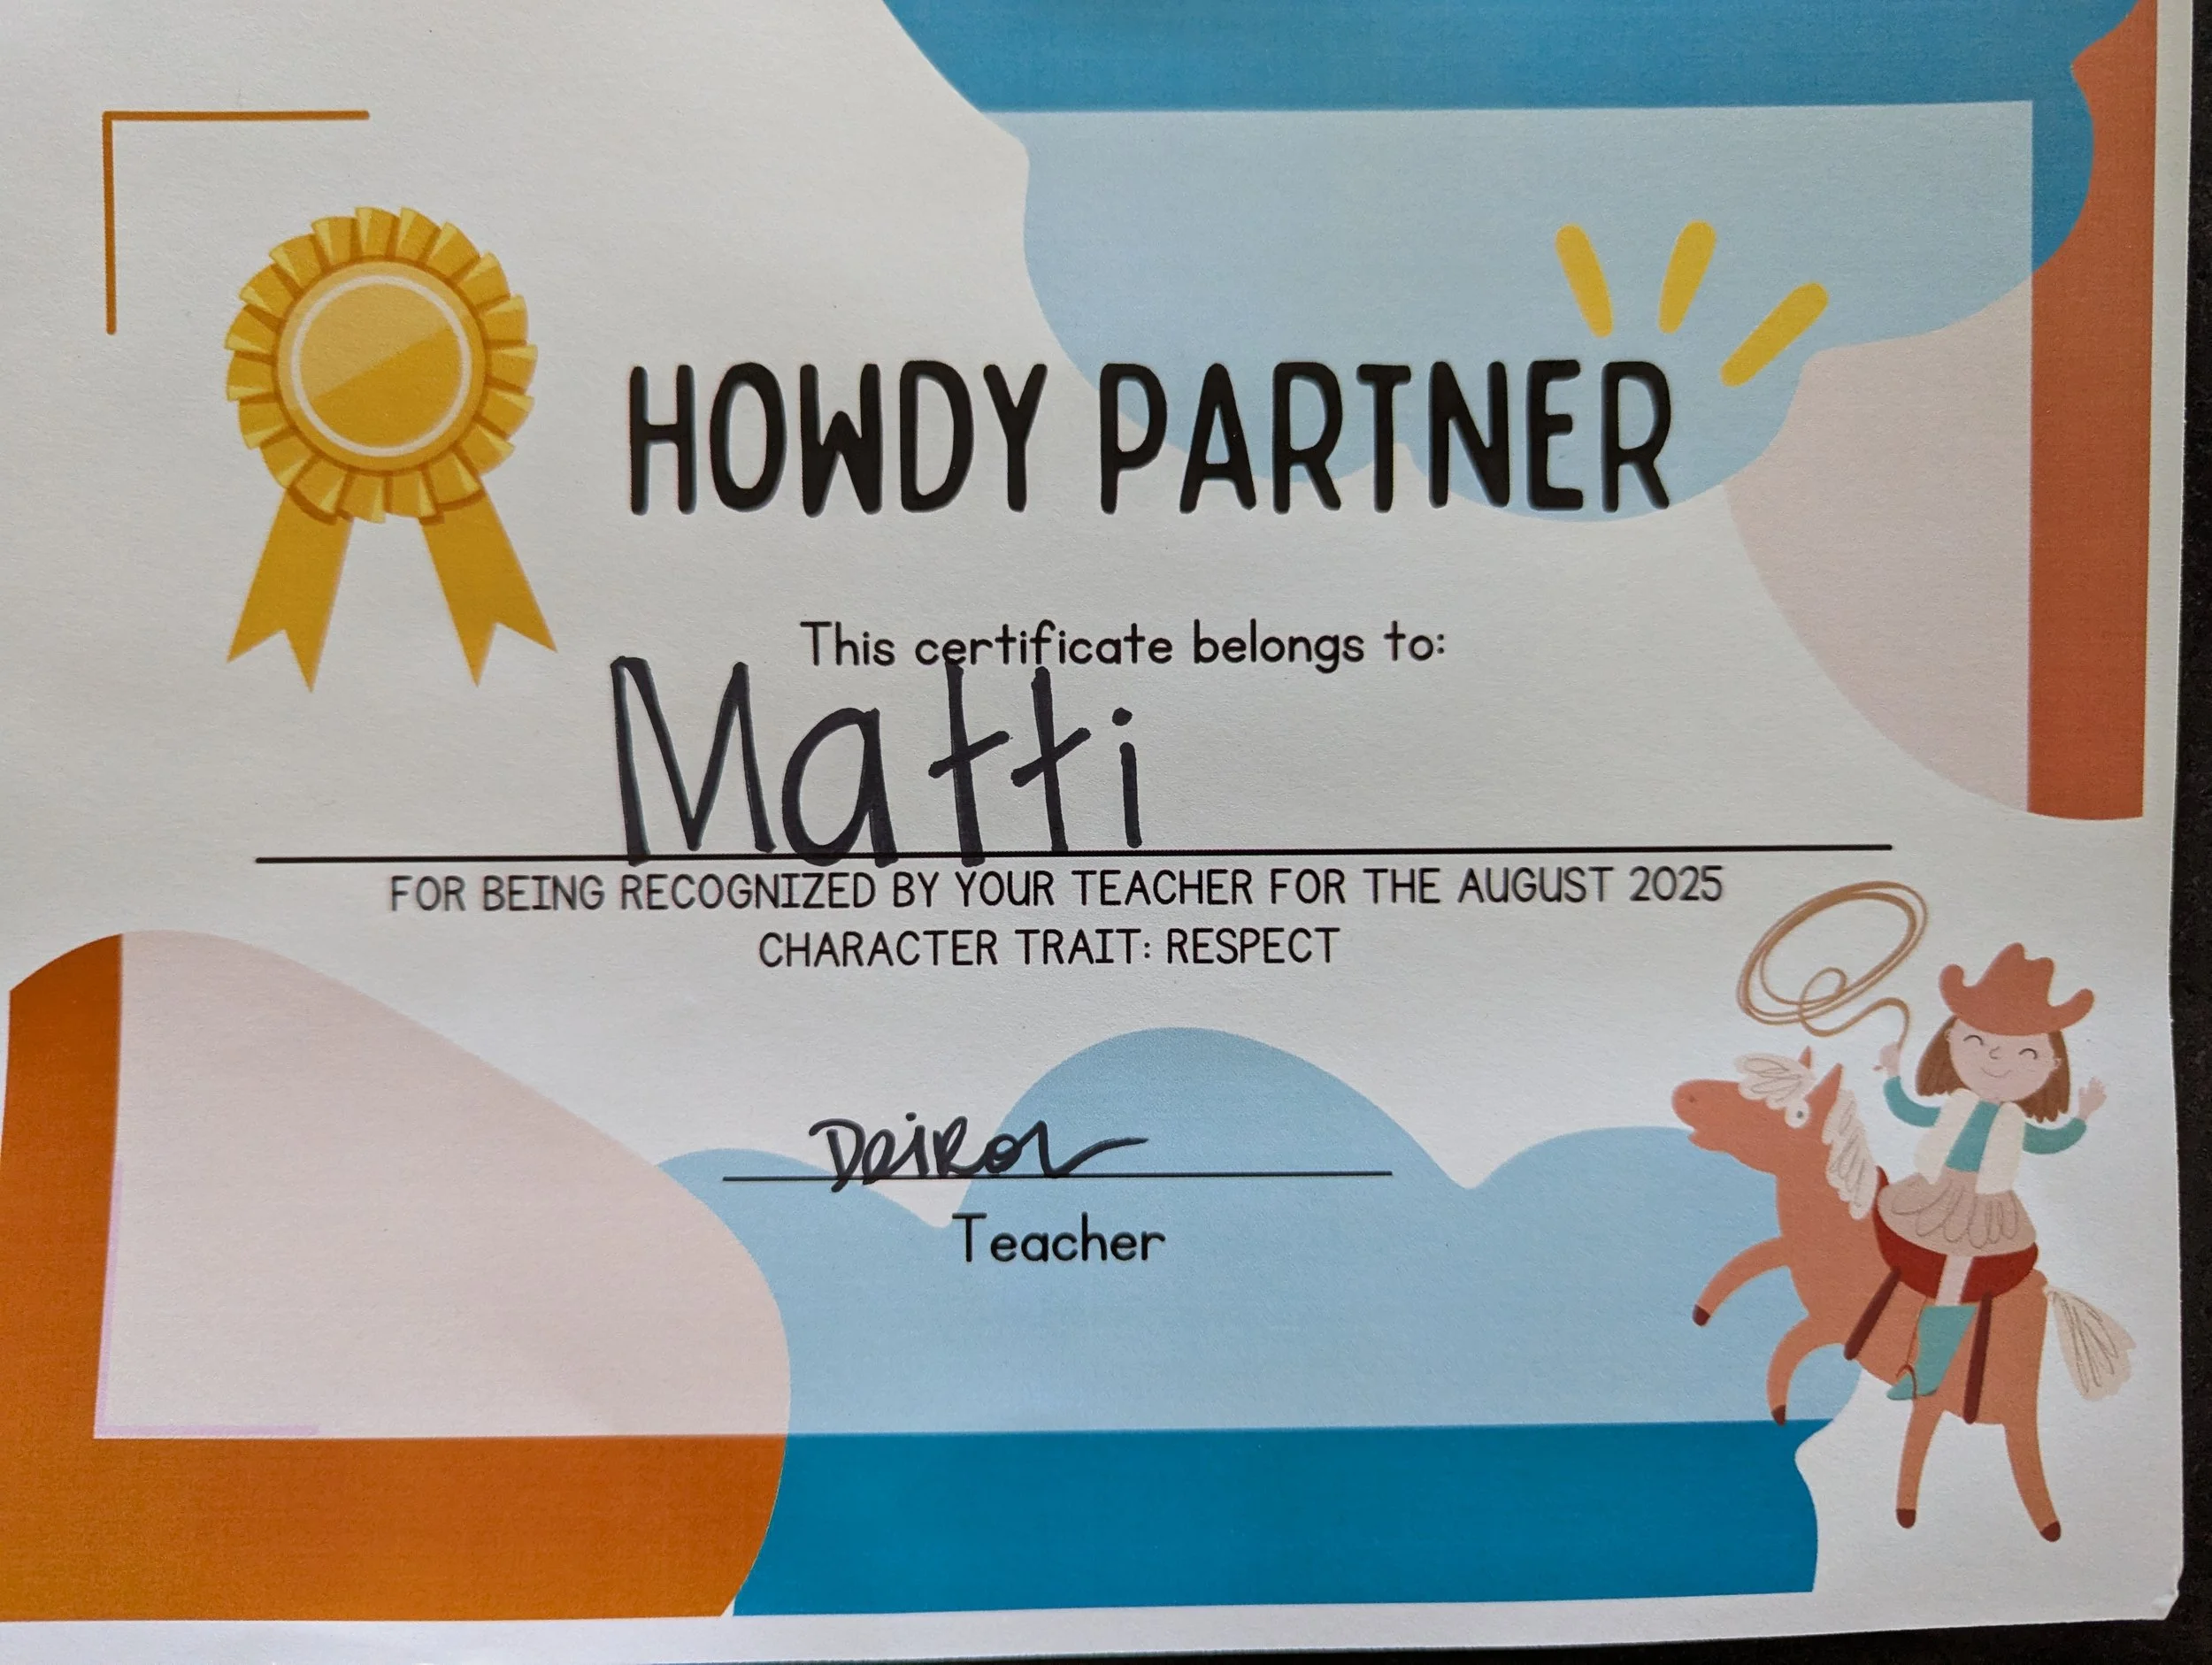 HOWDY PARTNER
This certificate belongs to:
Matti
FOR BEING RECOGNIZED BY YOUR TEACHER FOR THE AUGUST 2025
CHARACTER TRAIT: RESPECT
Teacher